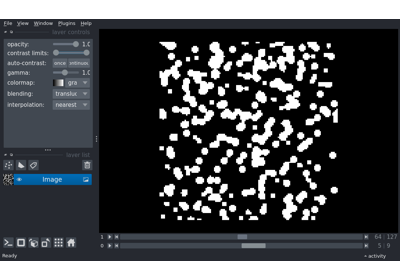 File View Window Plugins Help
layer controls
opacity: 1.0
contrast limits:
auto-contrast: once continuous
gamma: 1.0
colormap: gray
blending: translu
interpolation: nearest
layer list
Image
1 64 127
0 5 9
Ready activity